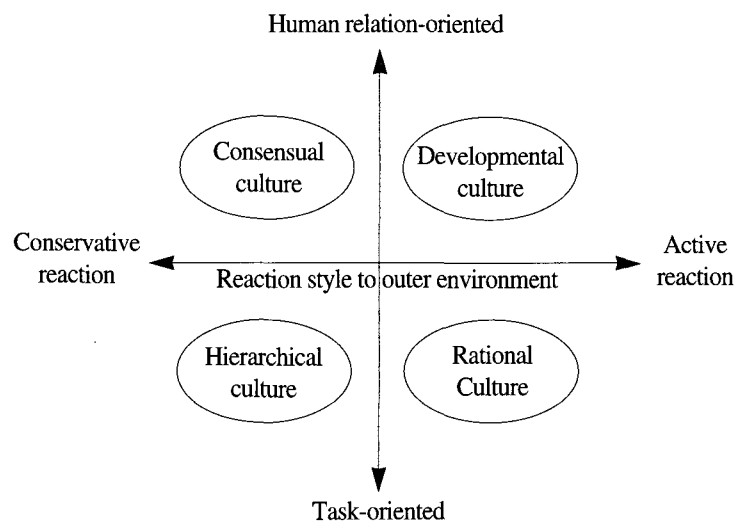 Human relation-oriented
Consensual
culture
Developmental
culture
Conservative
reaction
Reaction style to outer environment
Active
reaction
Hierarchical
culture
Rational
Culture
Task-oriented